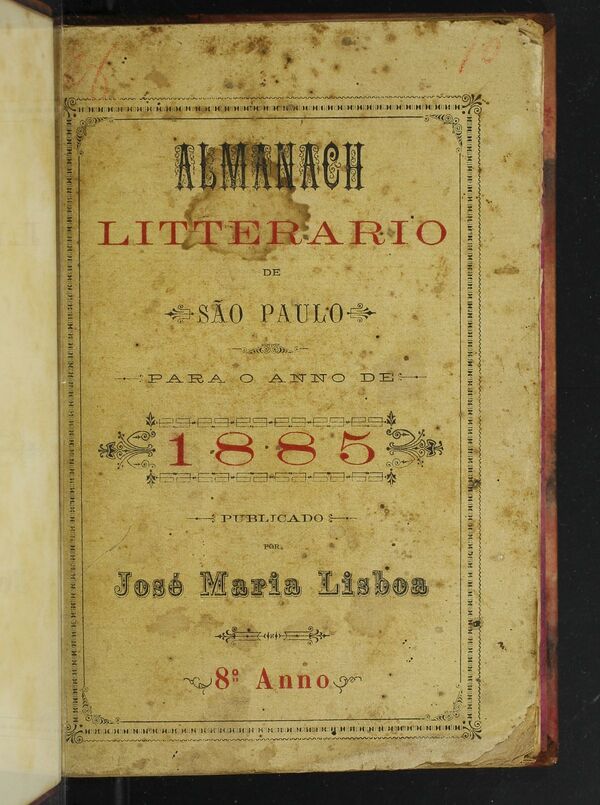 ALMANACH
LITTERARIO
DE
SÃO PAULO
PARA O ANNO DE
1885
PUBLICADO
POR
José Maria Lisboa
8º Anno